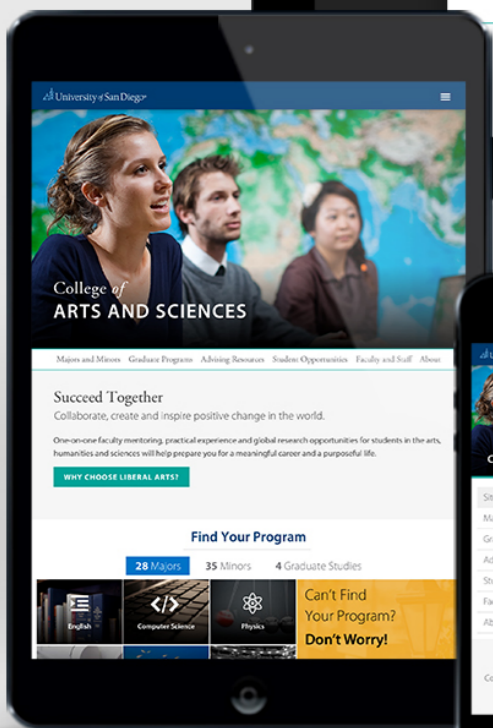 University of San Diego
College of
ARTS AND SCIENCES
Majors and Minors Graduate Programs Advising Resources Student Opportunities Faculty and Staff About
Succeed Together
Collaborate, create and inspire positive change in the world.
One-on-one faculty mentoring, practical experience and global research opportunities for students in the arts,
humanities and sciences will help prepare you for a meaningful career and a purposeful life.
WHY CHOOSE LIBERAL ARTS?
Find Your Program
28 Majors 35 Minors 4 Graduate Studies
English
Computer Science
Physics
Can't Find
Your Program?
Don't Worry!